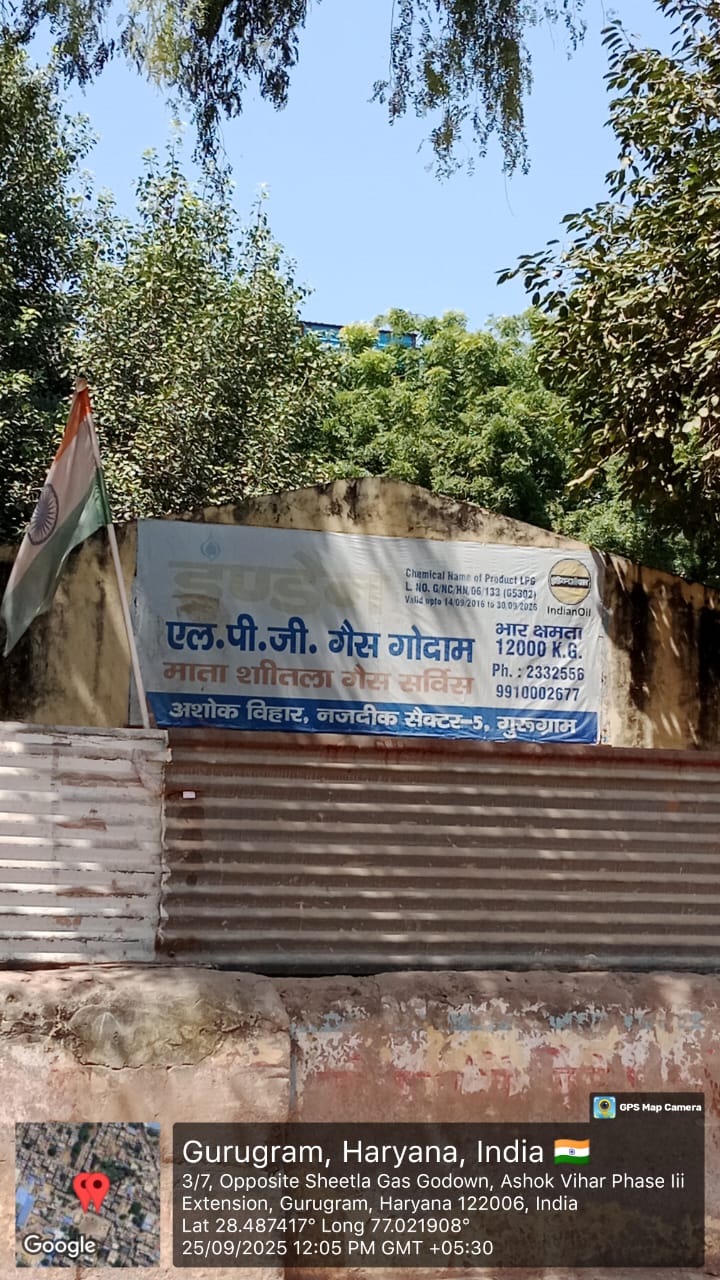 इण्डेन
Chemical Name of Product LPG
L. NO. G/NC/HN/06/133 (G5302)
Valid upto 14/09/2016 to 30/09/2026
इंडियनऑयल
IndianOil
एल.पी.जी. गैस गोदाम
भार क्षमता
12000 K.G.
माता शीतला गैस सर्विस
Ph. : 2332556
9910002677
अशोक विहार, नजदीक सैक्टर-5, गुरूग्राम
GPS Map Camera
Google
Gurugram, Haryana, India
3/7, Opposite Sheetla Gas Godown, Ashok Vihar Phase Iii
Extension, Gurugram, Haryana 122006, India
Lat 28.487417° Long 77.021908°
25/09/2025 12:05 PM GMT +05:30